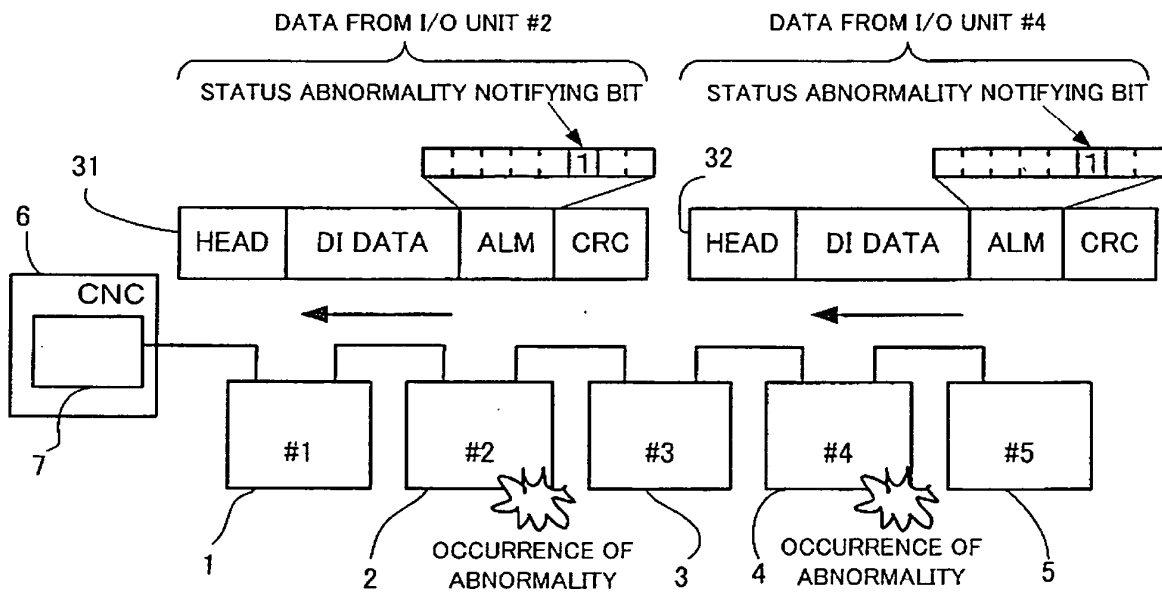 DATA FROM I/O UNIT #2
DATA FROM I/O UNIT #4
STATUS ABNORMALITY NOTIFYING BIT
STATUS ABNORMALITY NOTIFYING BIT
1
1
31
32
HEAD DI DATA ALM CRC
HEAD DI DATA ALM CRC
6
CNC
7
#1
#2
#3
#4
#5
1
2
OCCURRENCE OF
ABNORMALITY
3
4
OCCURRENCE OF
ABNORMALITY
5